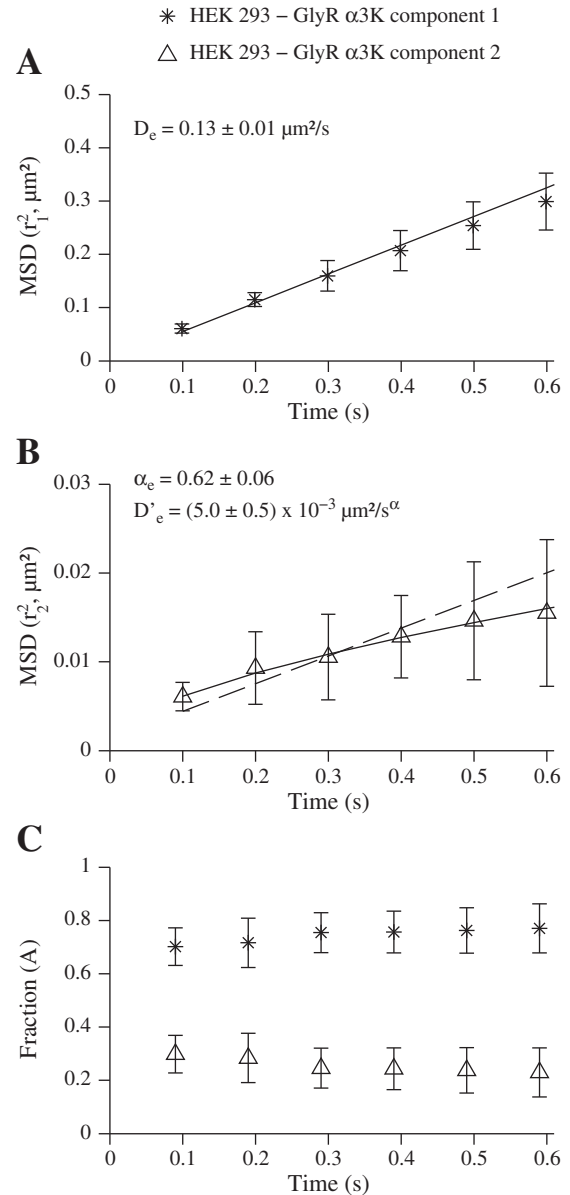 HEK 293 – GlyR α3K component 1
HEK 293 – GlyR α3K component 2
A
Dₑ = 0.13 ± 0.01 µm²/s
MSD (r₁², µm²)
0.5
0.4
0.3
0.2
0.1
0
0 0.1 0.2 0.3 0.4 0.5 0.6
Time (s)
B
αₑ = 0.62 ± 0.06
D’ₑ = (5.0 ± 0.5) x 10⁻³ µm²/s^α
MSD (r₂², µm²)
0.03
0.02
0.01
0
0 0.1 0.2 0.3 0.4 0.5 0.6
Time (s)
C
Fraction (A)
1
0.8
0.6
0.4
0.2
0
0 0.1 0.2 0.3 0.4 0.5 0.6
Time (s)